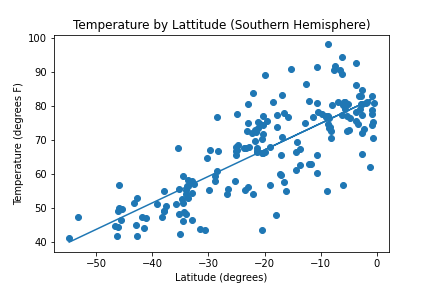 Temperature by Lattitude (Southern Hemisphere)
Temperature (degrees F)
100
90
80
70
60
50
40
−50 −40 −30 −20 −10 0
Latitude (degrees)